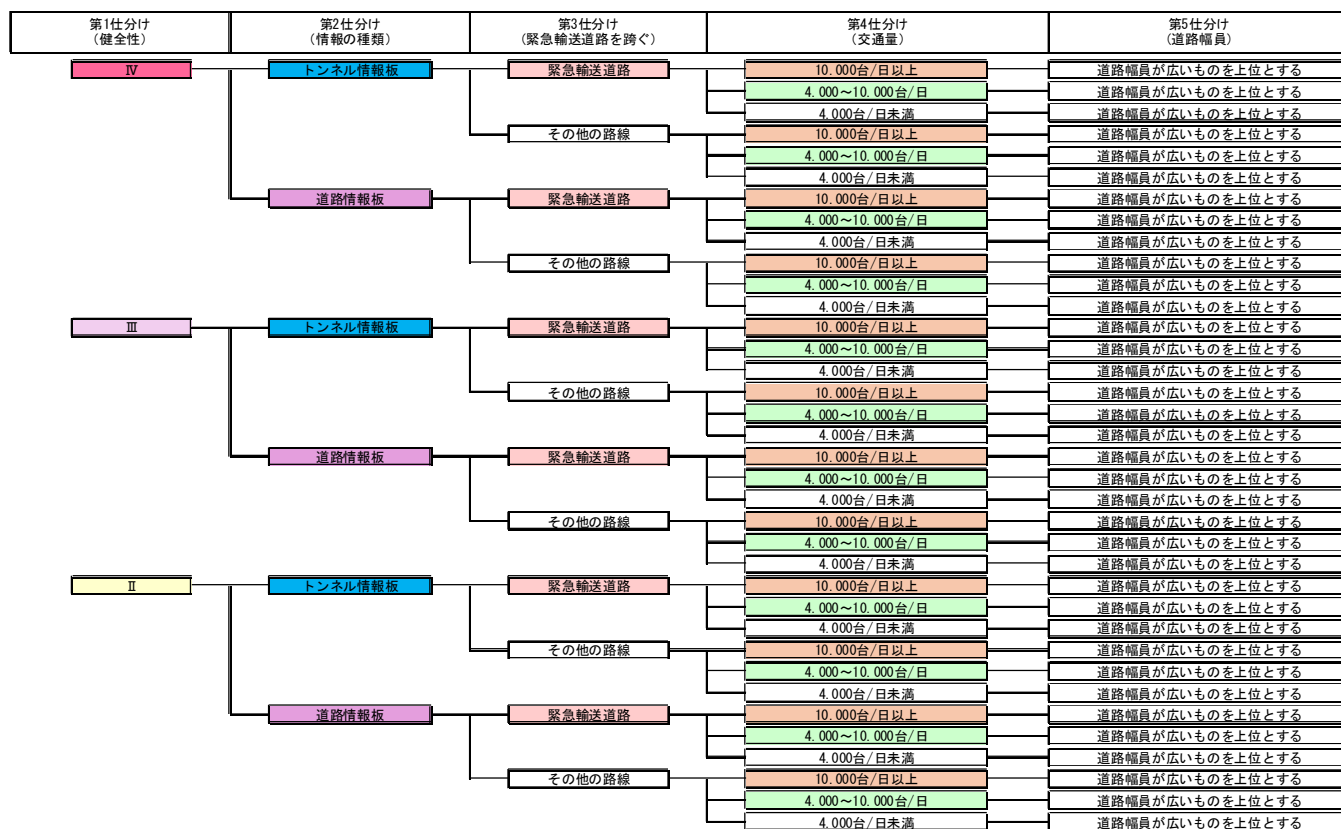 第1仕分け
(健全性)
第2仕分け
(情報の種類)
第3仕分け
(緊急輸送道路を跨ぐ)
第4仕分け
(交通量)
第5仕分け
(道路幅員)
Ⅳ トンネル情報板 緊急輸送道路 10.000台/日以上 道路幅員が広いものを上位とする
4.000～10.000台/日 道路幅員が広いものを上位とする
4.000台/日未満 道路幅員が広いものを上位とする
その他の路線 10.000台/日以上 道路幅員が広いものを上位とする
4.000～10.000台/日 道路幅員が広いものを上位とする
4.000台/日未満 道路幅員が広いものを上位とする
道路情報板 緊急輸送道路 10.000台/日以上 道路幅員が広いものを上位とする
4.000～10.000台/日 道路幅員が広いものを上位とする
4.000台/日未満 道路幅員が広いものを上位とする
その他の路線 10.000台/日以上 道路幅員が広いものを上位とする
4.000～10.000台/日 道路幅員が広いものを上位とする
4.000台/日未満 道路幅員が広いものを上位とする
Ⅲ トンネル情報板 緊急輸送道路 10.000台/日以上 道路幅員が広いものを上位とする
4.000～10.000台/日 道路幅員が広いものを上位とする
4.000台/日未満 道路幅員が広いものを上位とする
その他の路線 10.000台/日以上 道路幅員が広いものを上位とする
4.000～10.000台/日 道路幅員が広いものを上位とする
4.000台/日未満 道路幅員が広いものを上位とする
道路情報板 緊急輸送道路 10.000台/日以上 道路幅員が広いものを上位とする
4.000～10.000台/日 道路幅員が広いものを上位とする
4.000台/日未満 道路幅員が広いものを上位とする
その他の路線 10.000台/日以上 道路幅員が広いものを上位とする
4.000～10.000台/日 道路幅員が広いものを上位とする
4.000台/日未満 道路幅員が広いものを上位とする
Ⅱ トンネル情報板 緊急輸送道路 10.000台/日以上 道路幅員が広いものを上位とする
4.000～10.000台/日 道路幅員が広いものを上位とする
4.000台/日未満 道路幅員が広いものを上位とする
その他の路線 10.000台/日以上 道路幅員が広いものを上位とする
4.000～10.000台/日 道路幅員が広いものを上位とする
4.000台/日未満 道路幅員が広いものを上位とする
道路情報板 緊急輸送道路 10.000台/日以上 道路幅員が広いものを上位とする
4.000～10.000台/日 道路幅員が広いものを上位とする
4.000台/日未満 道路幅員が広いものを上位とする
その他の路線 10.000台/日以上 道路幅員が広いものを上位とする
4.000～10.000台/日 道路幅員が広いものを上位とする
4.000台/日未満 道路幅員が広いものを上位とする